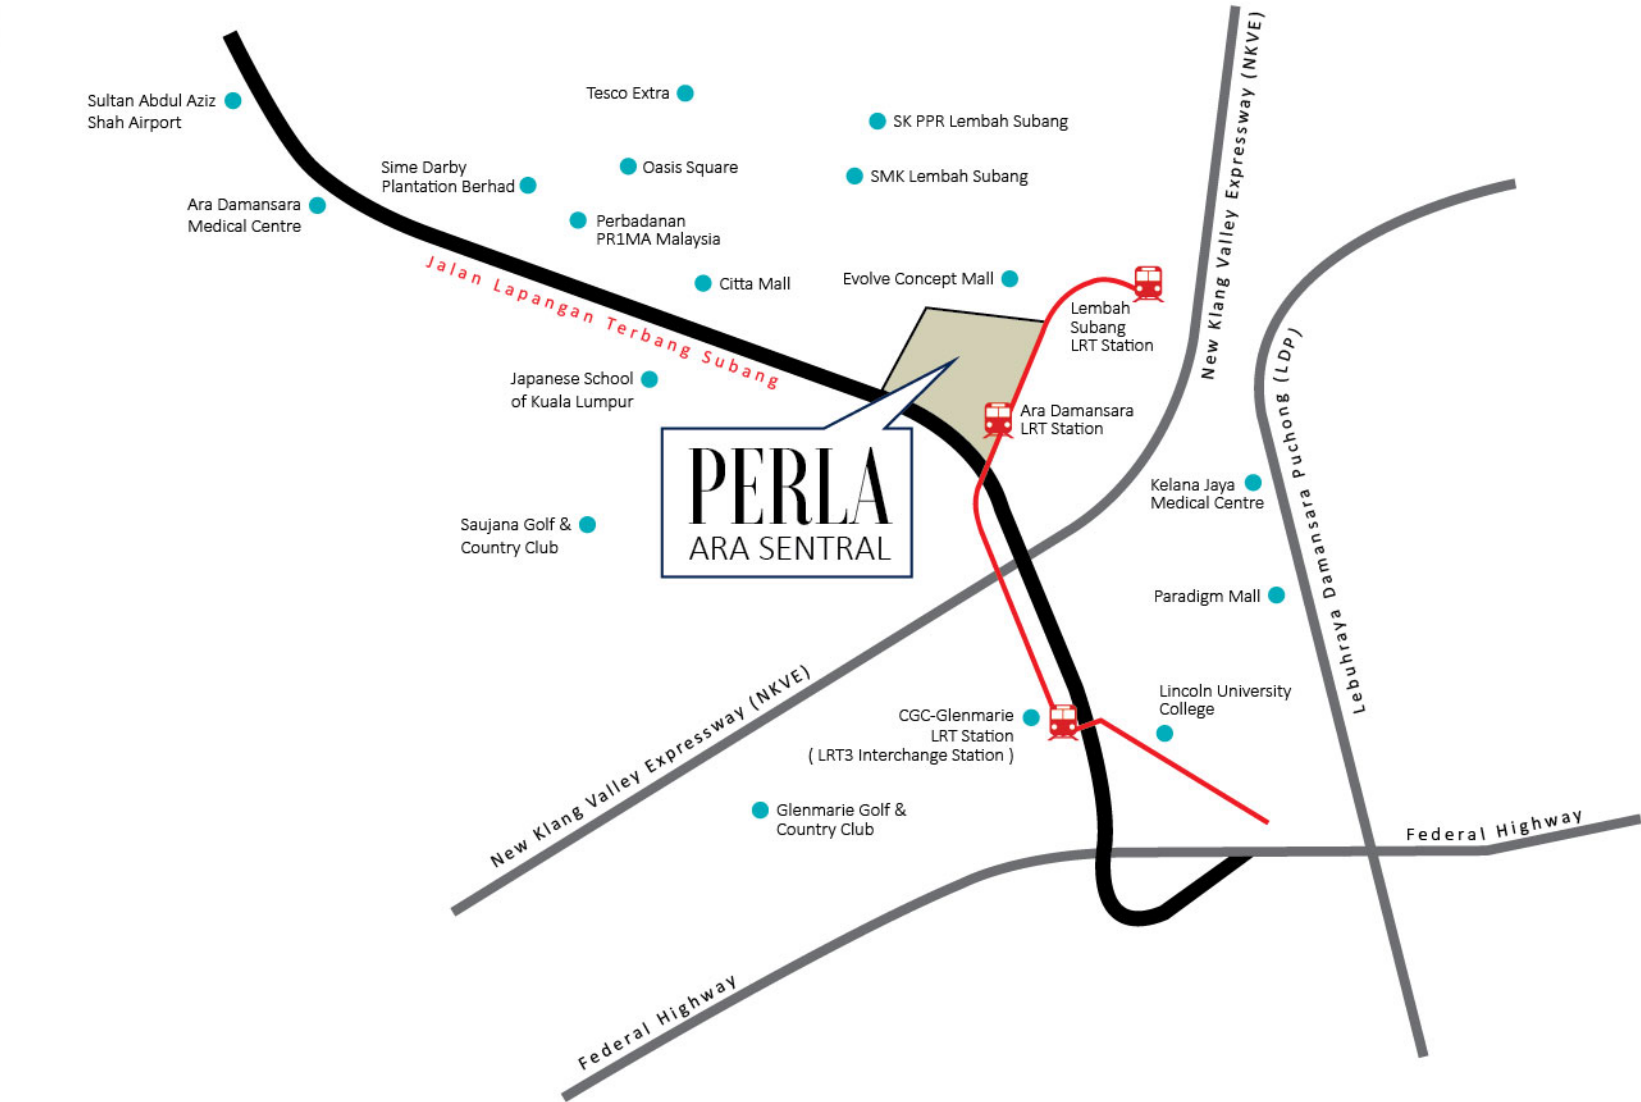 New Klang Valley Expressway (NKVE)
Sultan Abdul Aziz
Shah Airport
Tesco Extra
SK PPR Lembah Subang
Sime Darby
Plantation Berhad
Oasis Square
SMK Lembah Subang
Ara Damansara
Medical Centre
Perbadanan
PR1MA Malaysia
Jalan Lapangan Terbang Subang
Citta Mall
Evolve Concept Mall
Lembah
Subang
LRT Station
Lebuhraya Damansara Puchong (LDP)
Japanese School
of Kuala Lumpur
Ara Damansara
LRT Station
PERLA
ARA SENTRAL
Kelana Jaya
Medical Centre
Saujana Golf &
Country Club
Paradigm Mall
New Klang Valley Expressway (NKVE)
Lincoln University
College
CGC-Glenmarie
LRT Station
( LRT3 Interchange Station )
Glenmarie Golf &
Country Club
Federal Highway
Federal Highway